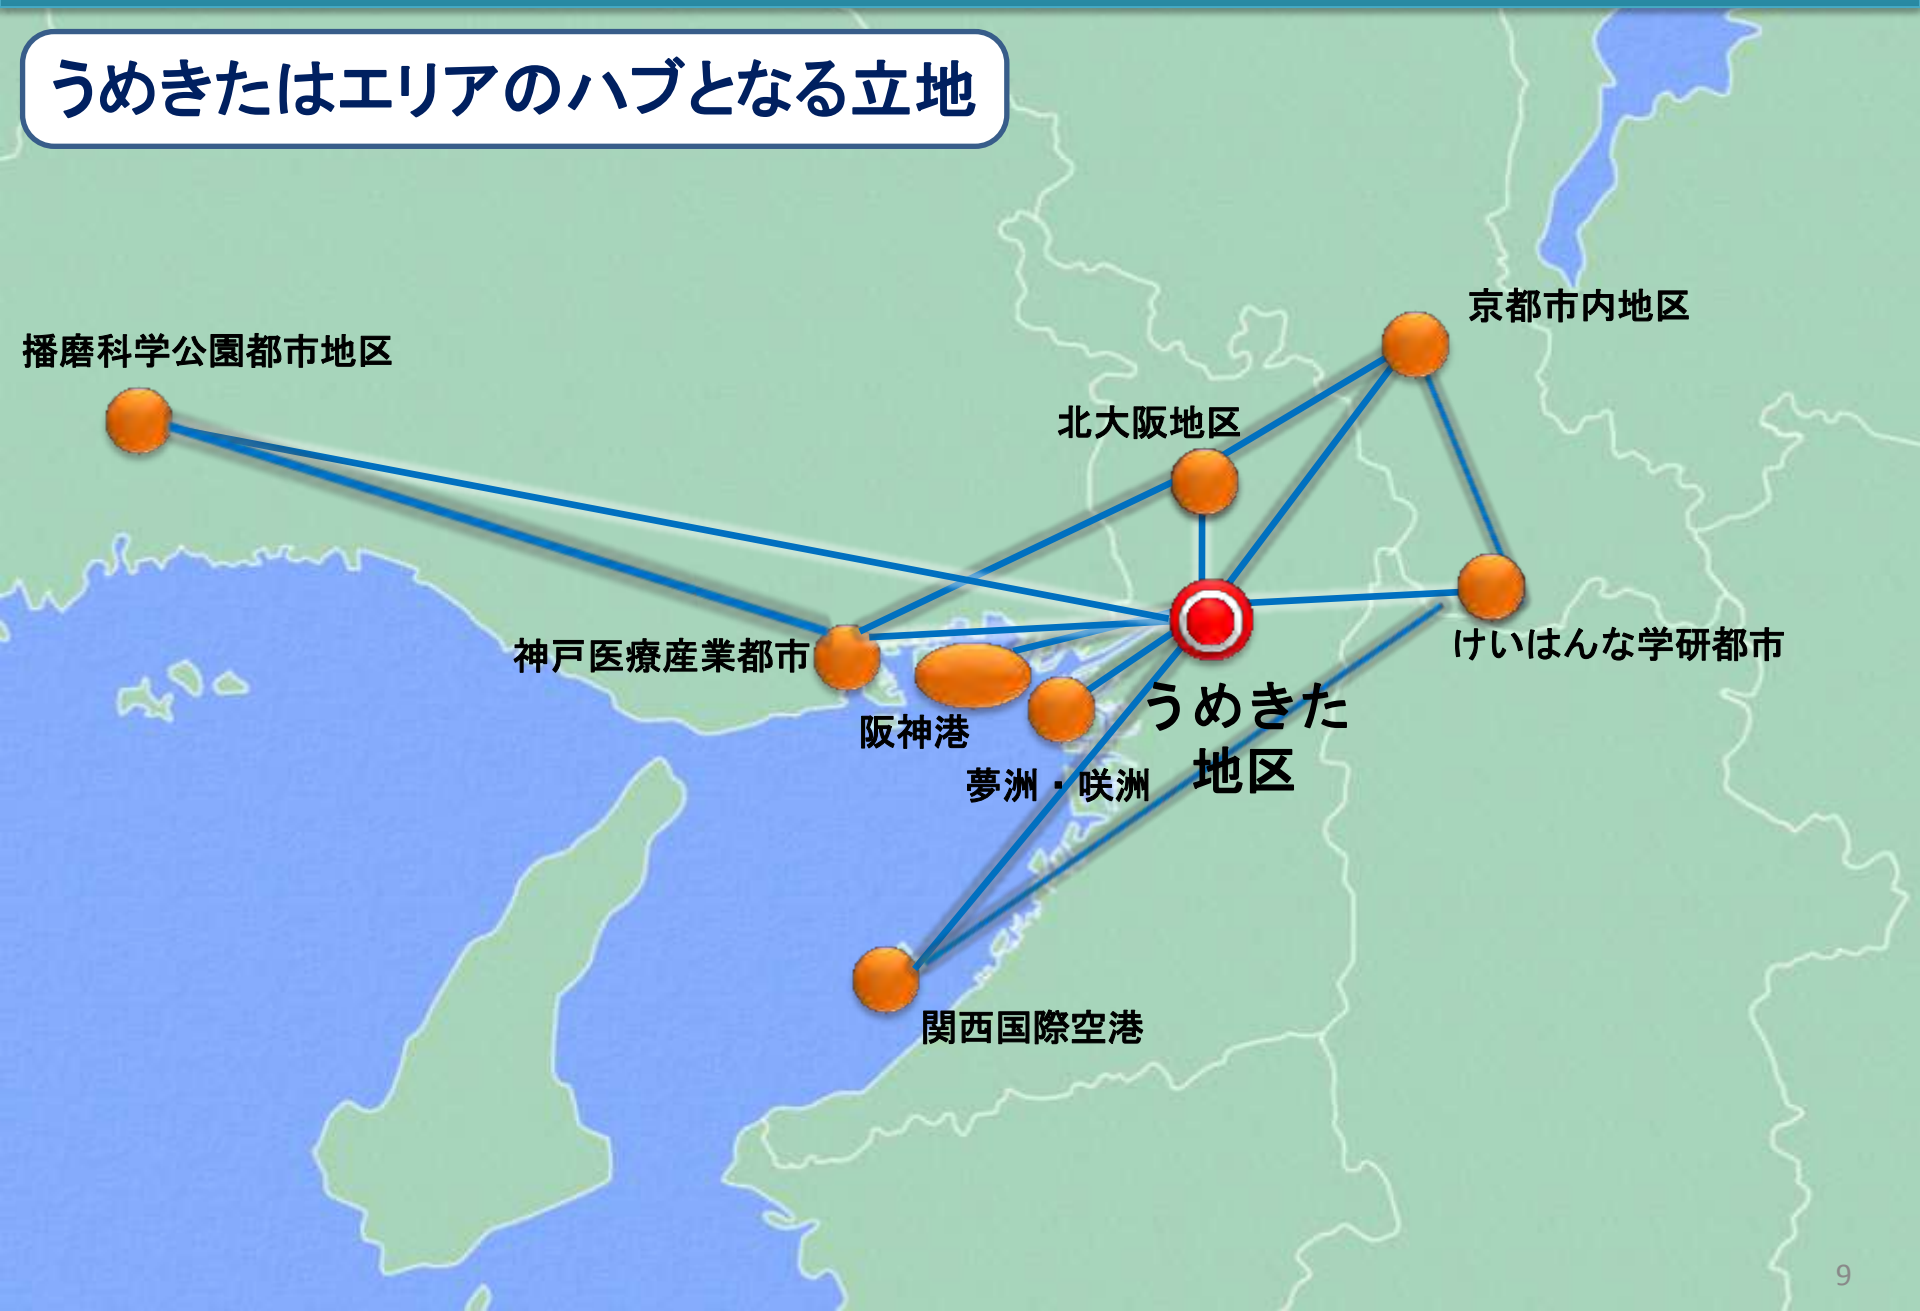 うめきたはエリアのハブとなる立地
京都市内地区
播磨科学公園都市地区
北大阪地区
神戸医療産業都市
けいはんな学研都市
うめきた
地区
阪神港
夢洲・咲洲
関西国際空港
9